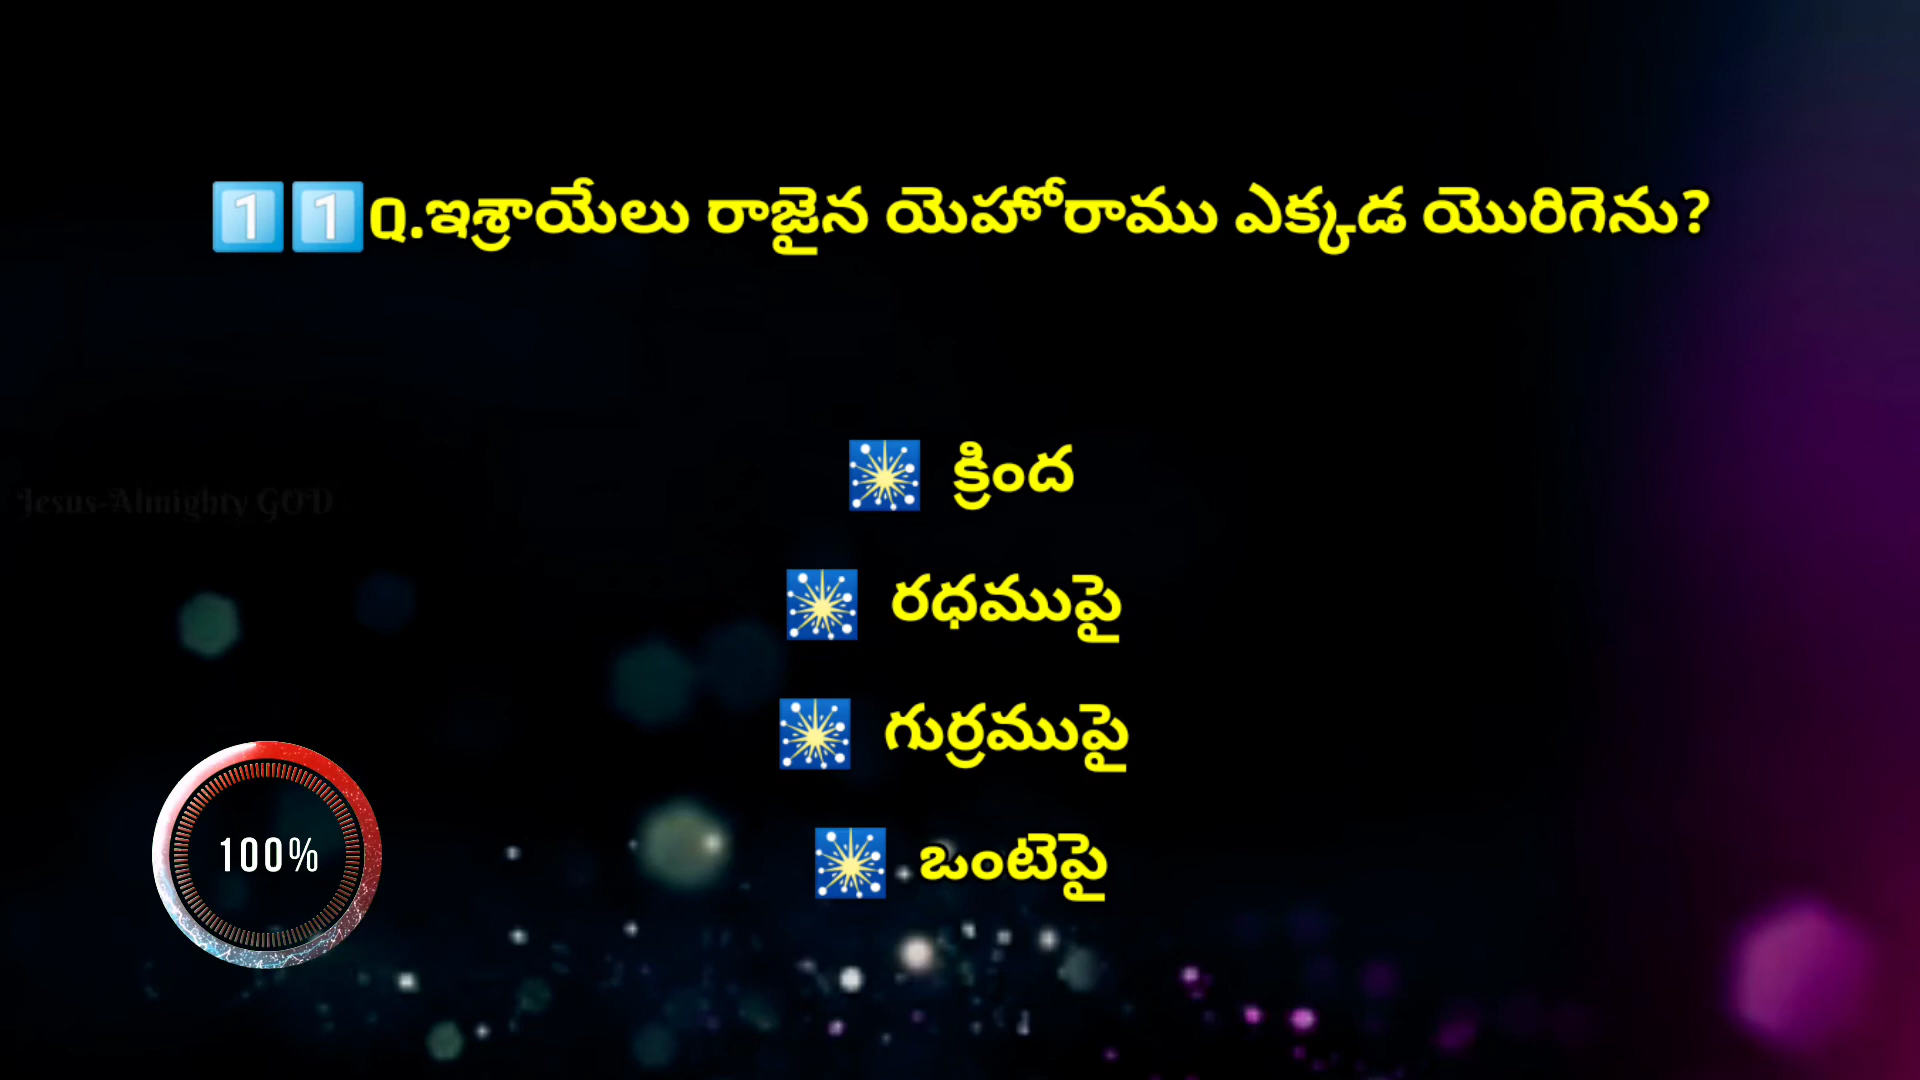 1️⃣1️⃣Q.ఇశ్రాయేలు రాజైన యెహోరాము ఎక్కడ యొరిగెను?
క్రింద
Jesus-Almighty GOD
రధముపై
గుర్రముపై
ఒంటెపై
100%